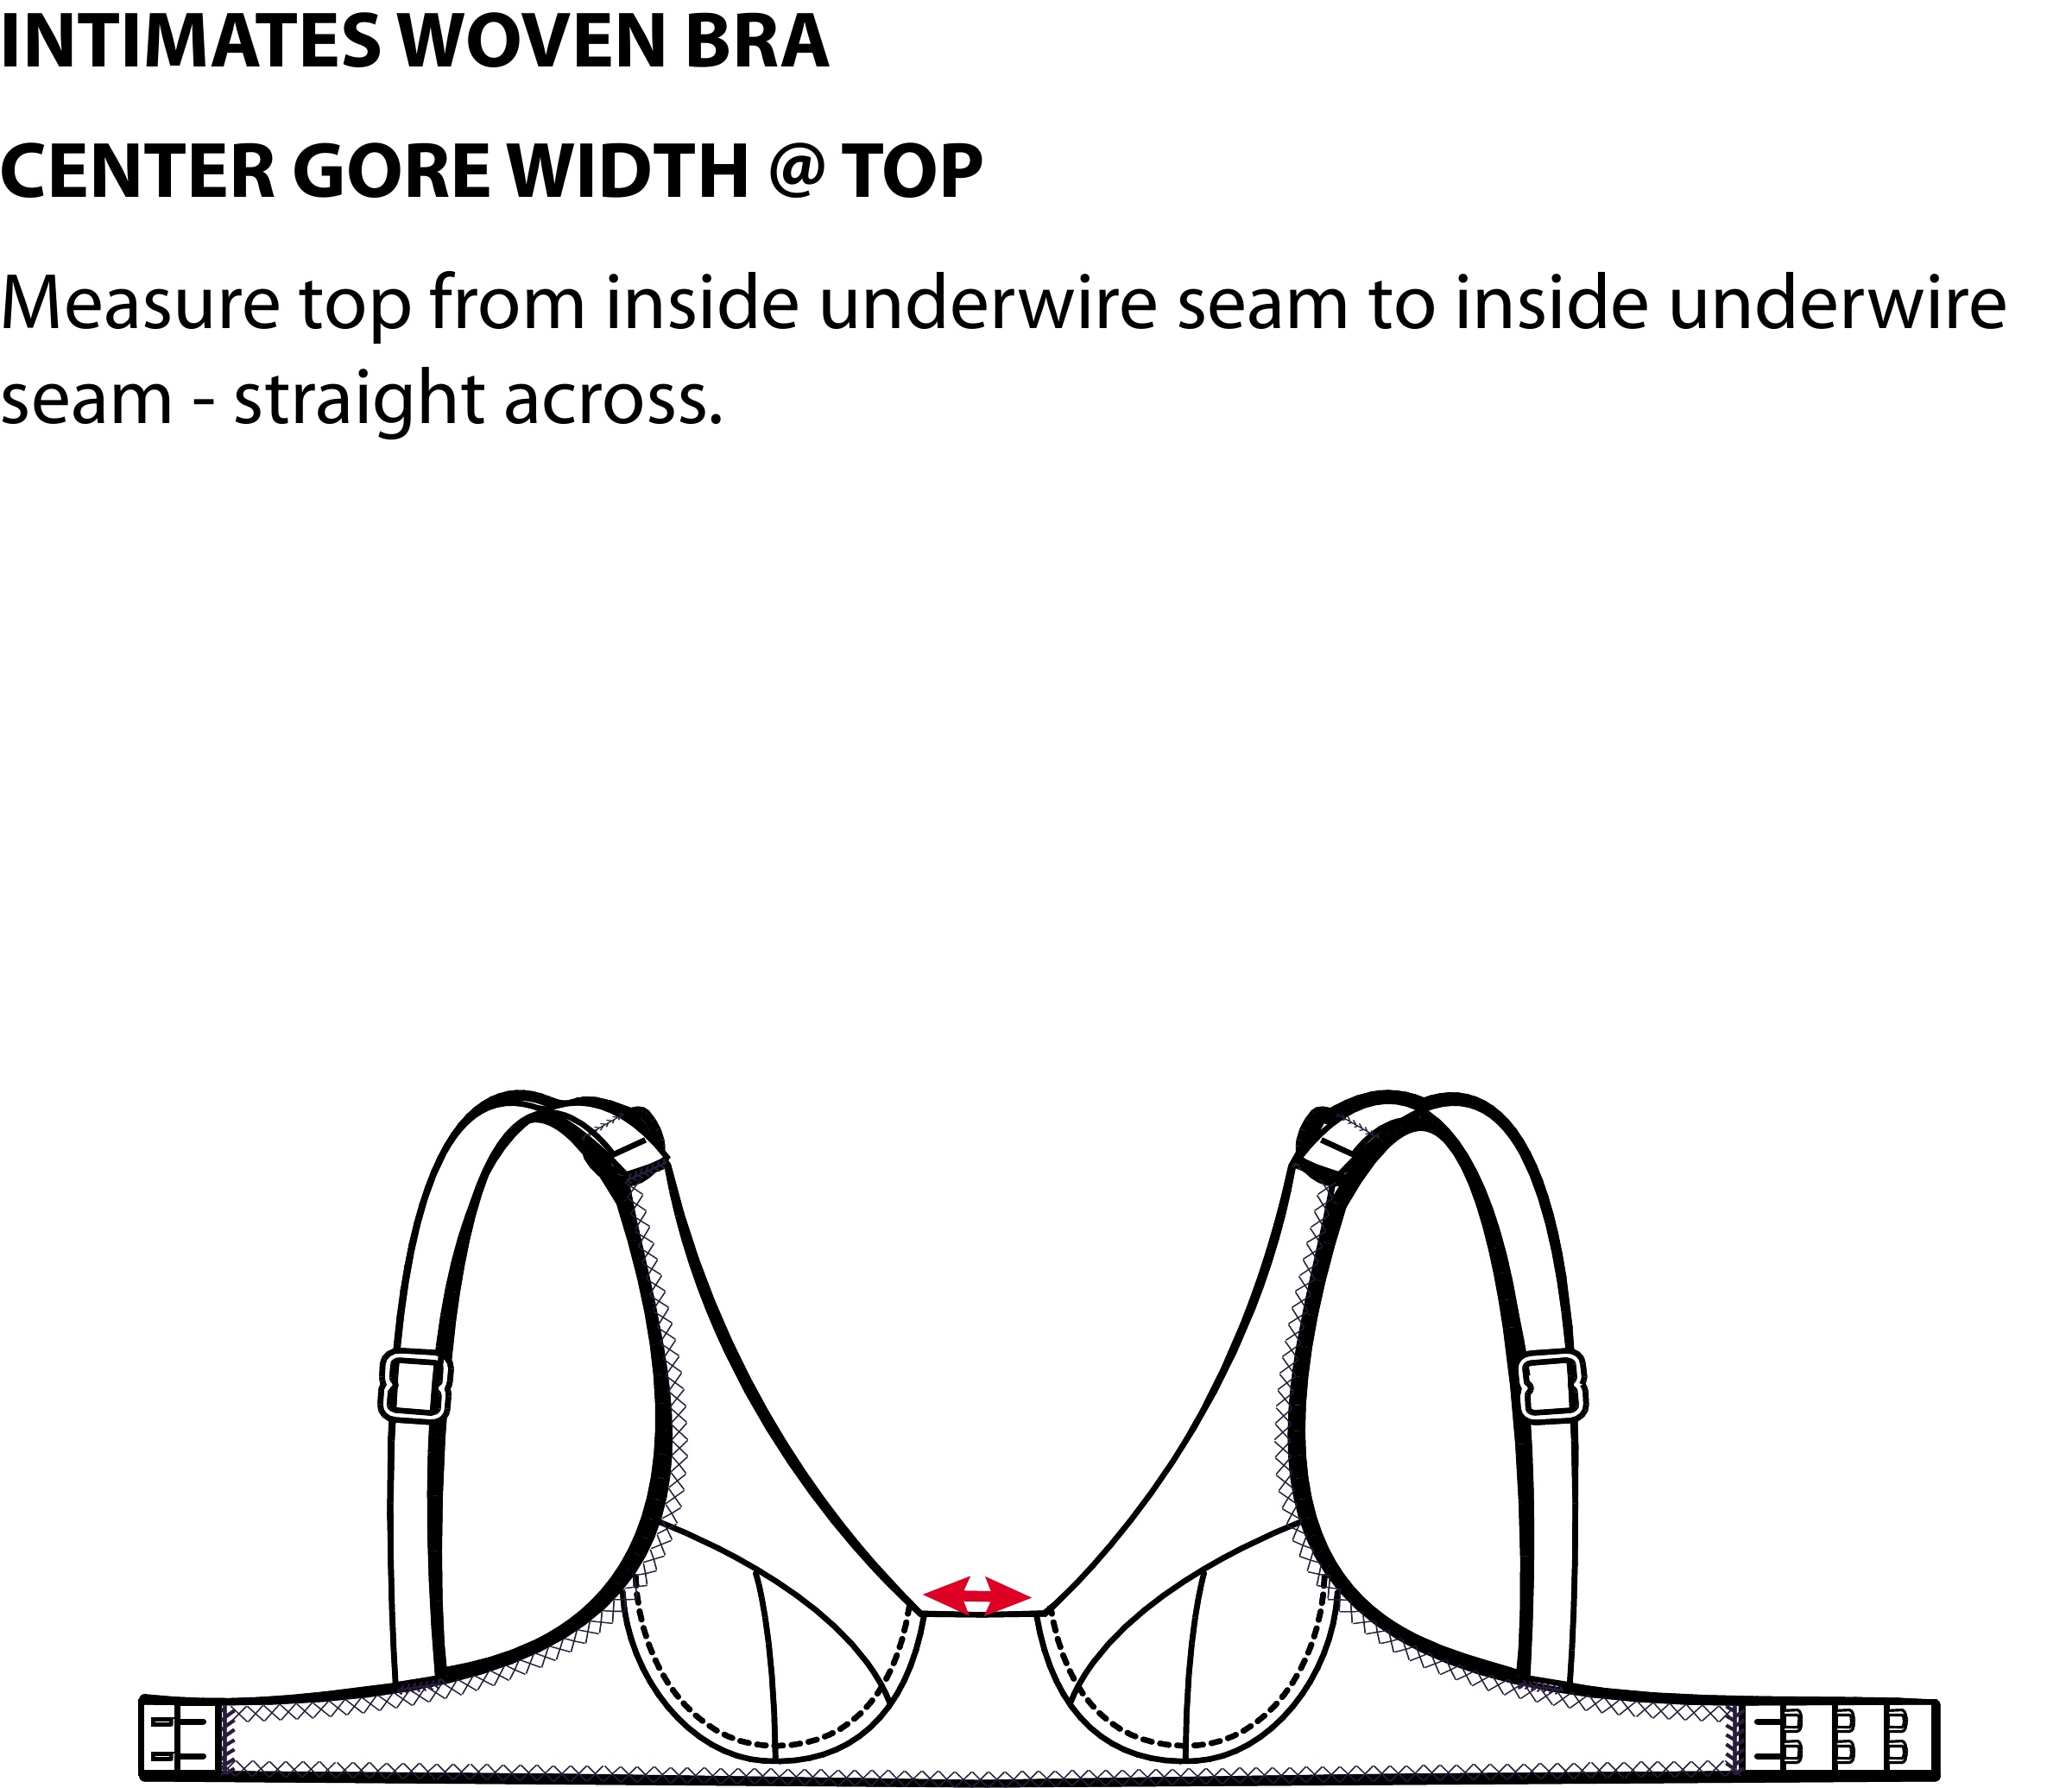 INTIMATES WOVEN BRA
CENTER GORE WIDTH @ TOP
Measure top from inside underwire seam to inside underwire
seam - straight across.